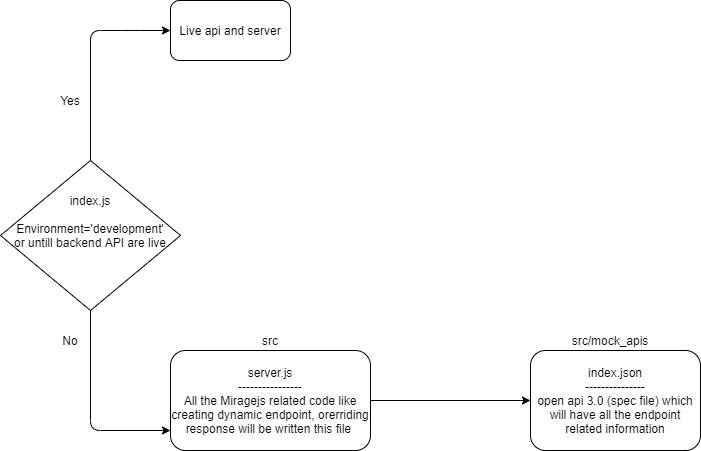 Live api and server
Yes
index.js
Environment='development'
or untill backend API are live
No
src
server.js
----------------
All the Miragejs related code like
creating dynamic endpoint, orerriding
response will be written this file
src/mock_apis
index.json
---------------
open api 3.0 (spec file) which
will have all the endpoint
related information